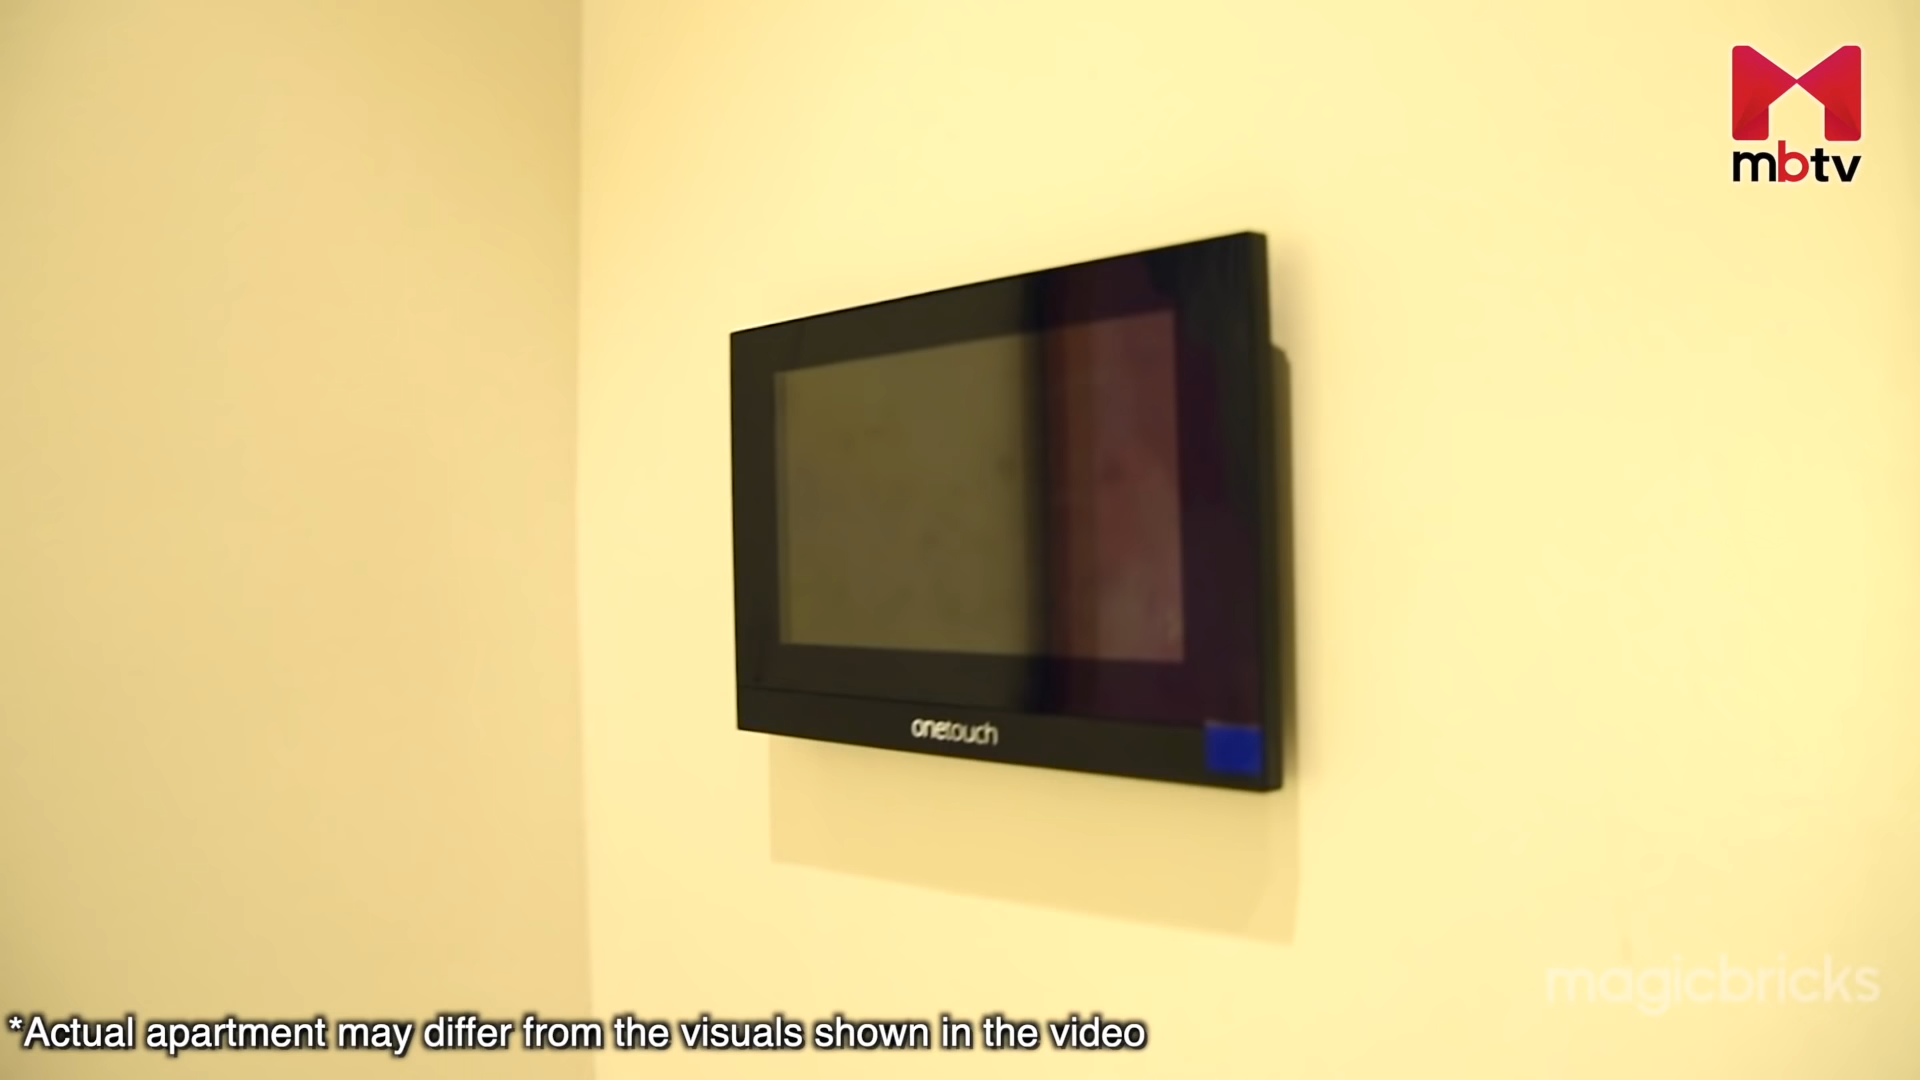 mbtv
onetouch
magicbricks
*Actual apartment may differ from the visuals shown in the video